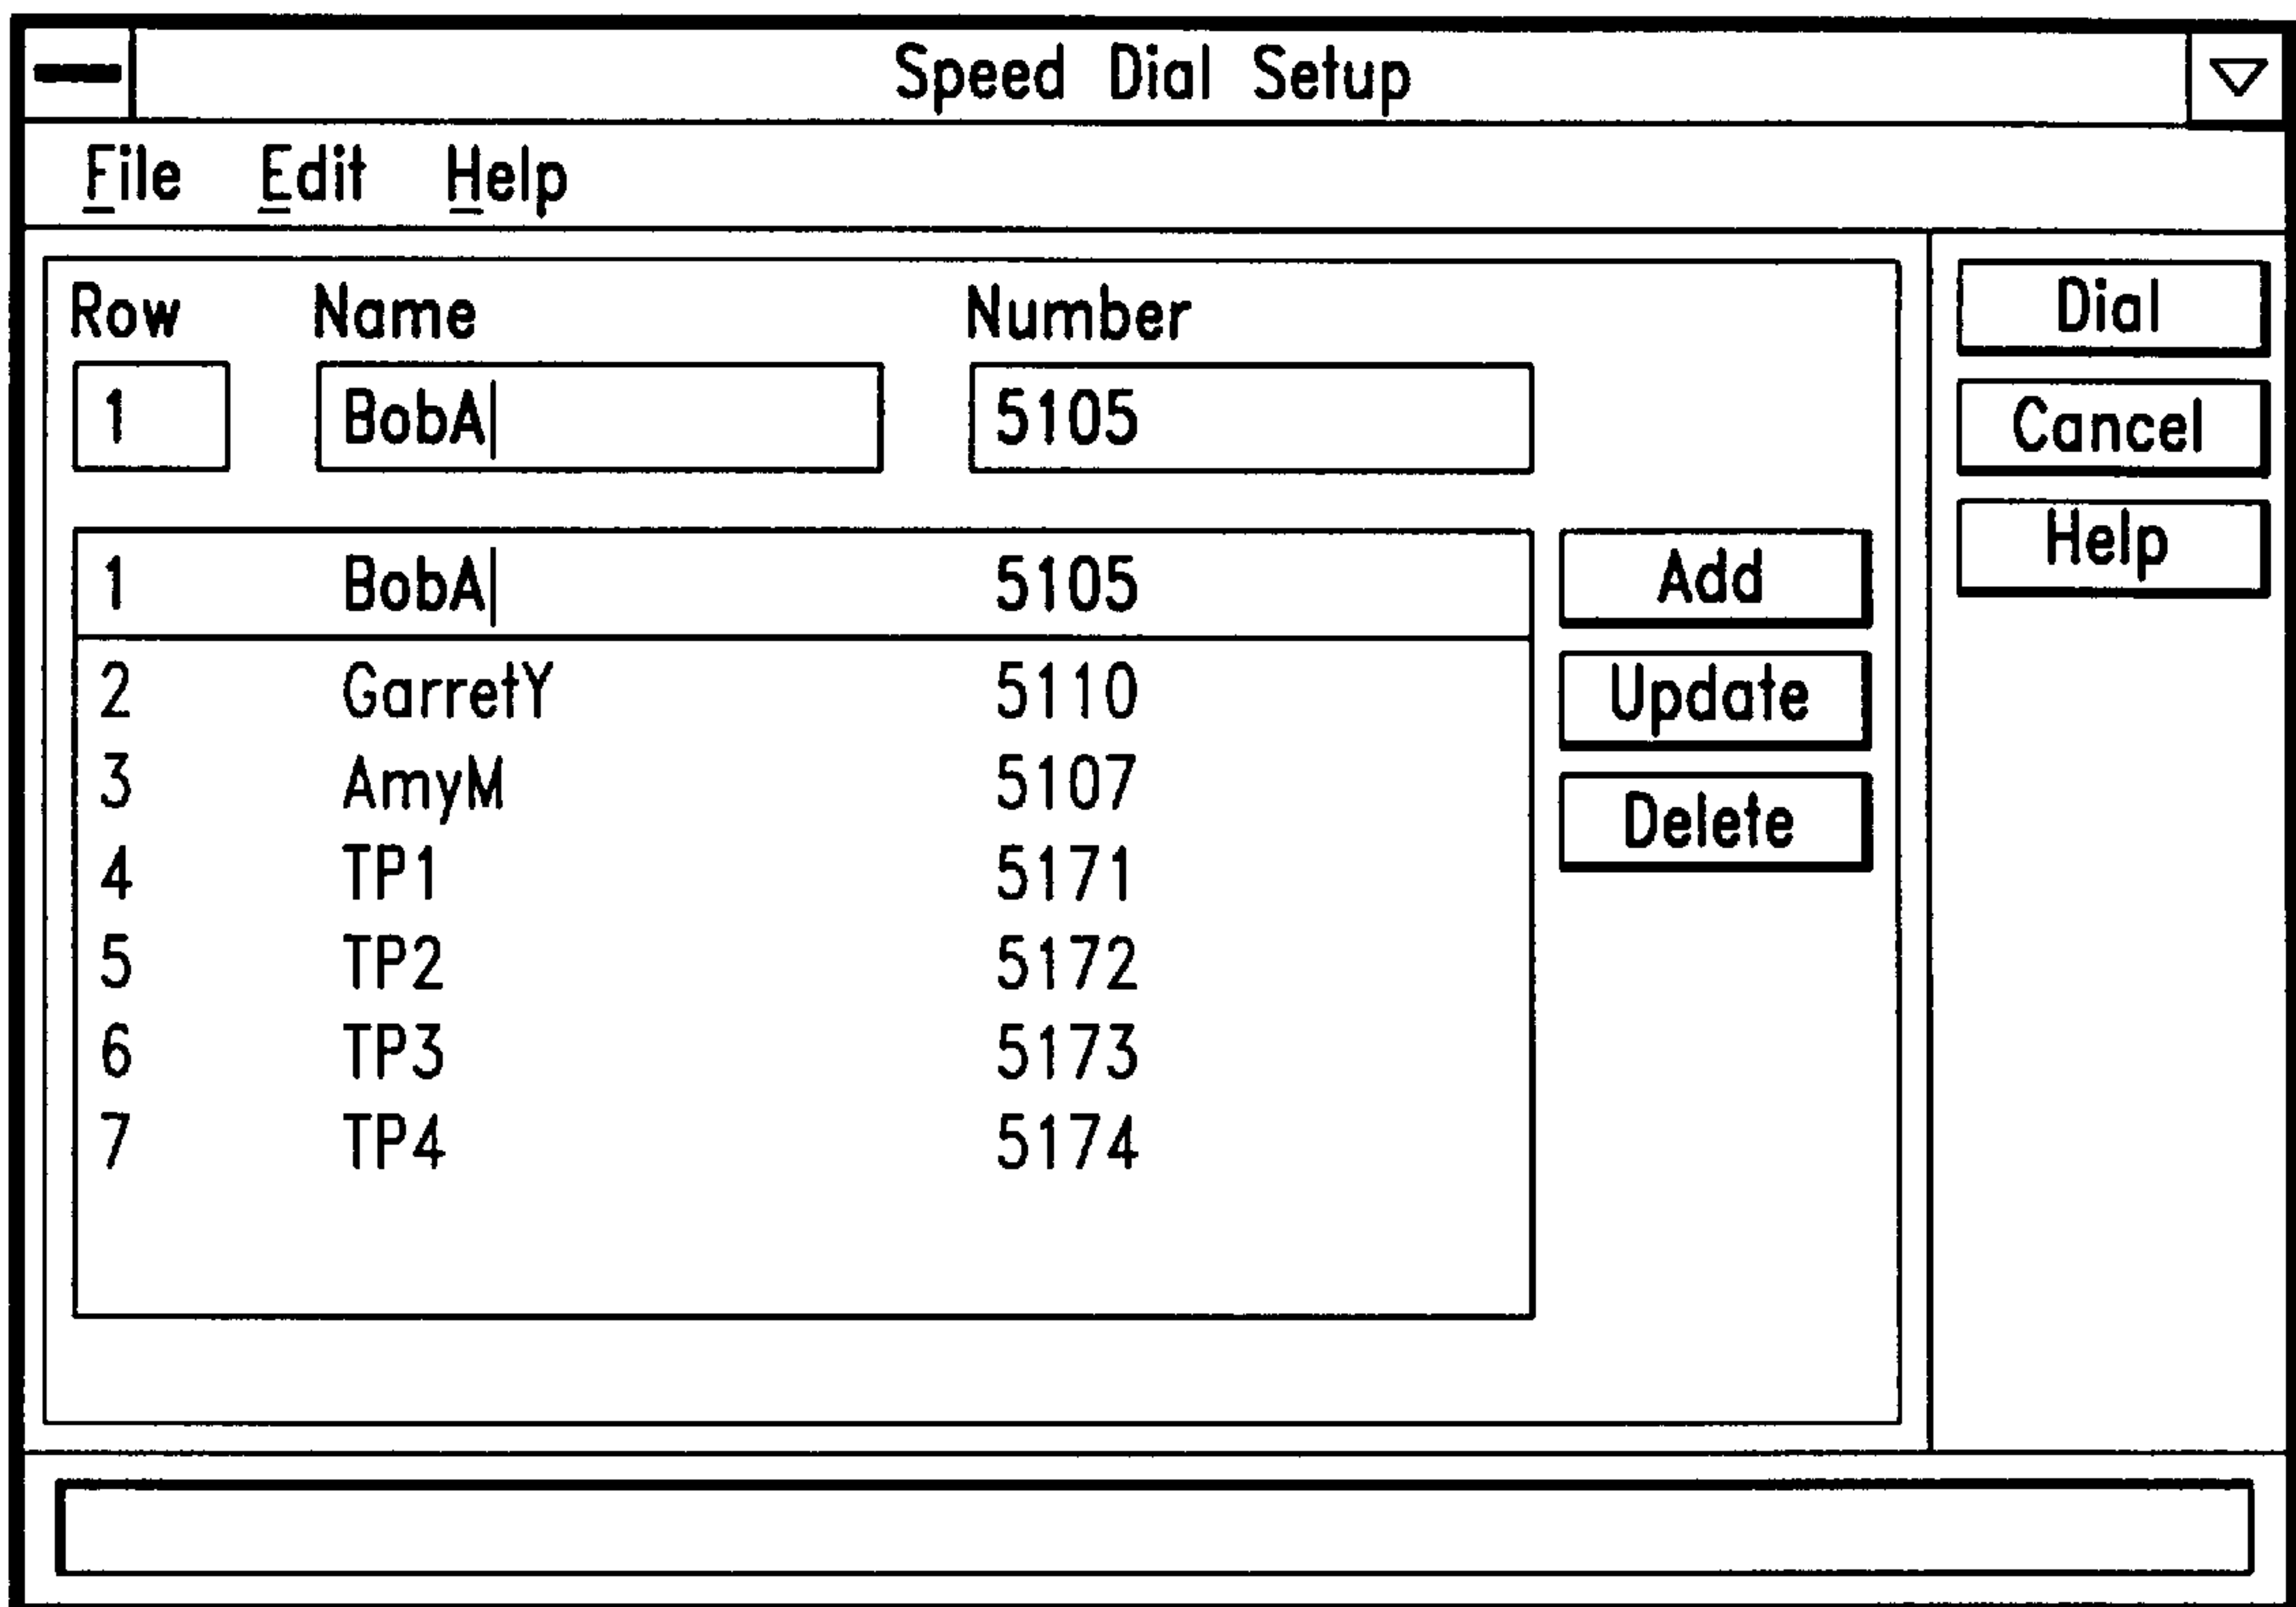 Speed Dial Setup
File Edit Help
Row Name Number
1 BobA 5105
Dial
Cancel
Help
1 BobA 5105
2 GarretY 5110
3 AmyM 5107
4 TP1 5171
5 TP2 5172
6 TP3 5173
7 TP4 5174
Add
Update
Delete